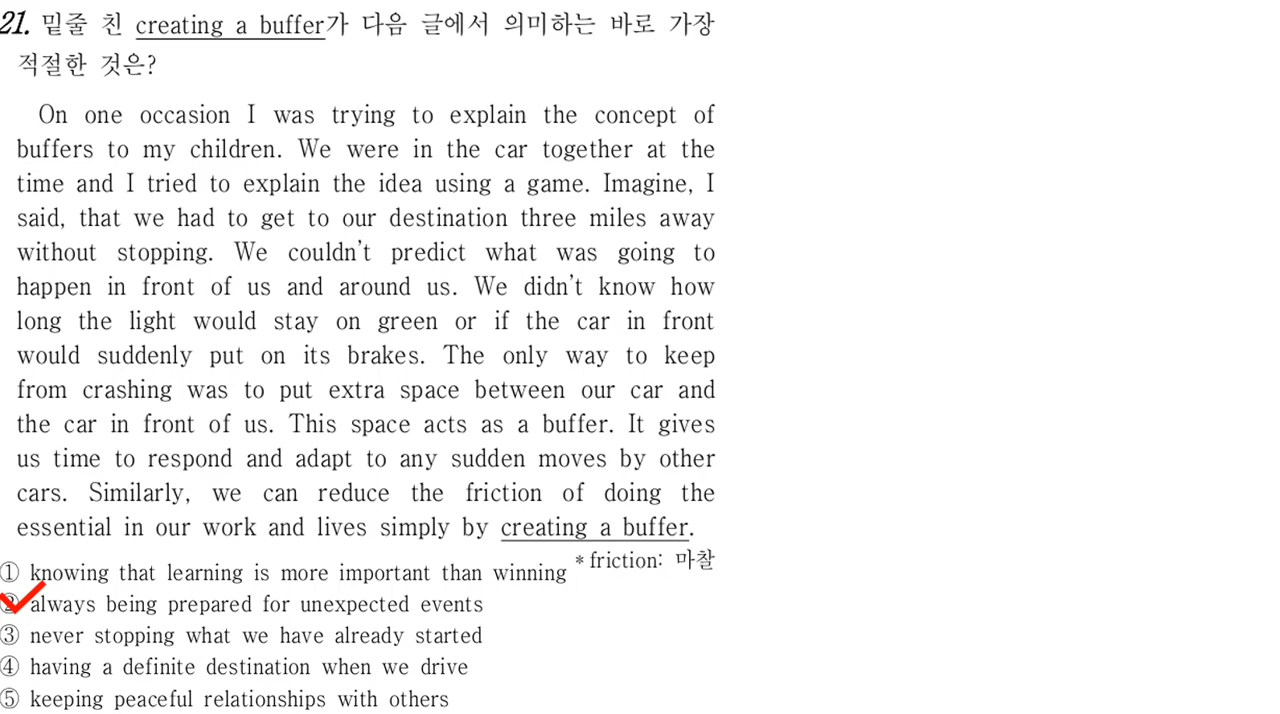 21. 밑줄 친 creating a buffer가 다음 글에서 의미하는 바로 가장
적절한 것은?
On one occasion I was trying to explain the concept of
buffers to my children. We were in the car together at the
time and I tried to explain the idea using a game. Imagine, I
said, that we had to get to our destination three miles away
without stopping. We couldn't predict what was going to
happen in front of us and around us. We didn't know how
long the light would stay on green or if the car in front
would suddenly put on its brakes. The only way to keep
from crashing was to put extra space between our car and
the car in front of us. This space acts as a buffer. It gives
us time to respond and adapt to any sudden moves by other
cars. Similarly, we can reduce the friction of doing the
essential in our work and lives simply by creating a buffer.
* friction: 마찰
① knowing that learning is more important than winning
② always being prepared for unexpected events
③ never stopping what we have already started
④ having a definite destination when we drive
⑤ keeping peaceful relationships with others